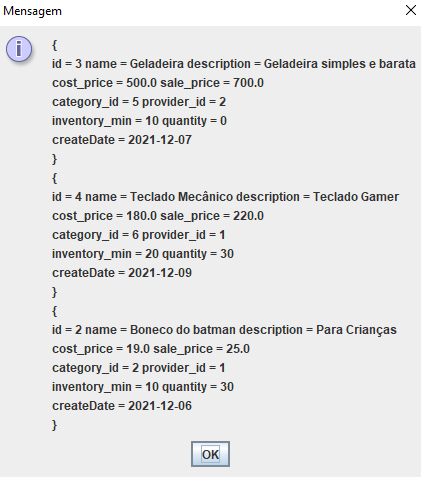 Mensagem
{
id = 3 name = Geladeira description = Geladeira simples e barata
cost_price = 500.0 sale_price = 700.0
category_id = 5 provider_id = 2
inventory_min = 10 quantity = 0
createDate = 2021-12-07
}
{
id = 4 name = Teclado Mecânico description = Teclado Gamer
cost_price = 180.0 sale_price = 220.0
category_id = 6 provider_id = 1
inventory_min = 20 quantity = 30
createDate = 2021-12-09
}
{
id = 2 name = Boneco do batman description = Para Crianças
cost_price = 19.0 sale_price = 25.0
category_id = 2 provider_id = 1
inventory_min = 10 quantity = 30
createDate = 2021-12-06
}
OK